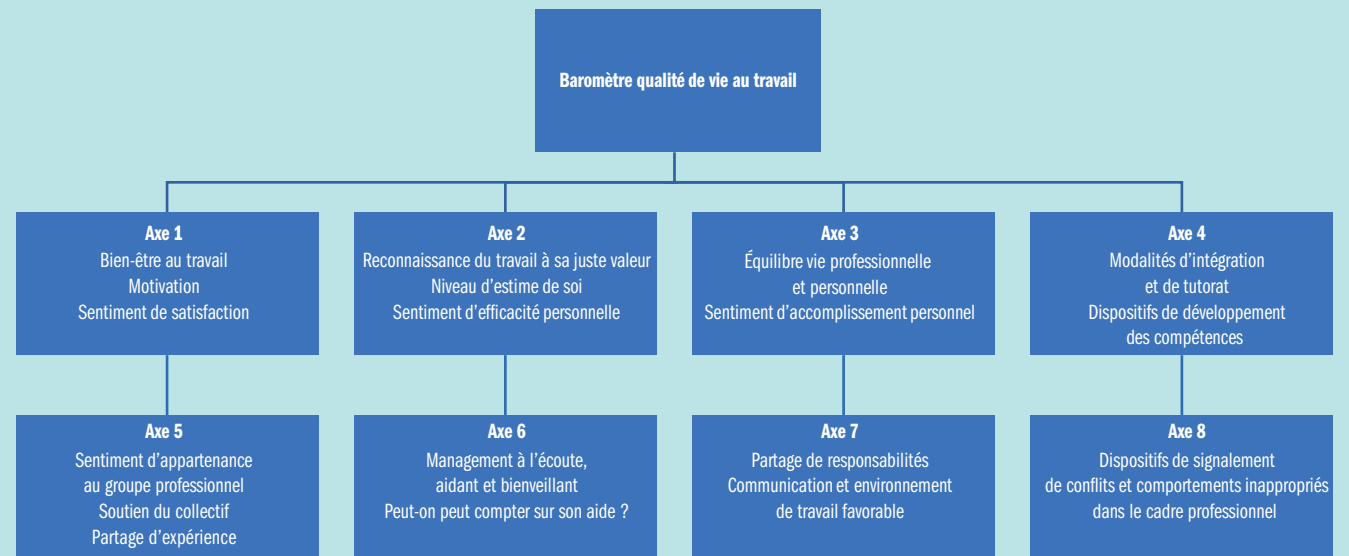 Baromètre qualité de vie au travail
Axe 1
Bien-être au travail
Motivation
Sentiment de satisfaction
Axe 2
Reconnaissance du travail à sa juste valeur
Niveau d’estime de soi
Sentiment d’efficacité personnelle
Axe 3
Équilibre vie professionnelle
et personnelle
Sentiment d’accomplissement personnel
Axe 4
Modalités d’intégration
et de tutorat
Dispositifs de développement
des compétences
Axe 5
Sentiment d’appartenance
au groupe professionnel
Soutien du collectif
Partage d’expérience
Axe 6
Management à l’écoute,
aidant et bienveillant
Peut-on peut compter sur son aide ?
Axe 7
Partage de responsabilités
Communication et environnement
de travail favorable
Axe 8
Dispositifs de signalement
de conflits et comportements inappropriés
dans le cadre professionnel